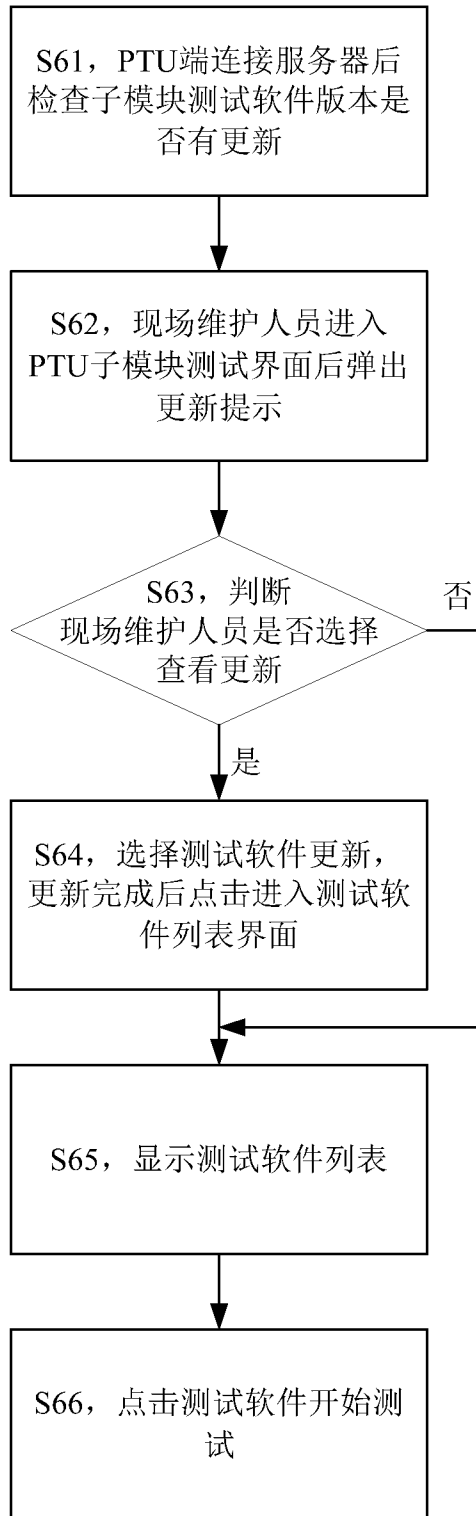 S61，PTU端连接服务器后
检查子模块测试软件版本是
否有更新
S62，现场维护人员进入
PTU子模块测试界面后弹出
更新提示
S63，判断
现场维护人员是否选择
查看更新
否
是
S64，选择测试软件更新，
更新完成后点击进入测试软
件列表界面
S65，显示测试软件列表
S66，点击测试软件开始测
试